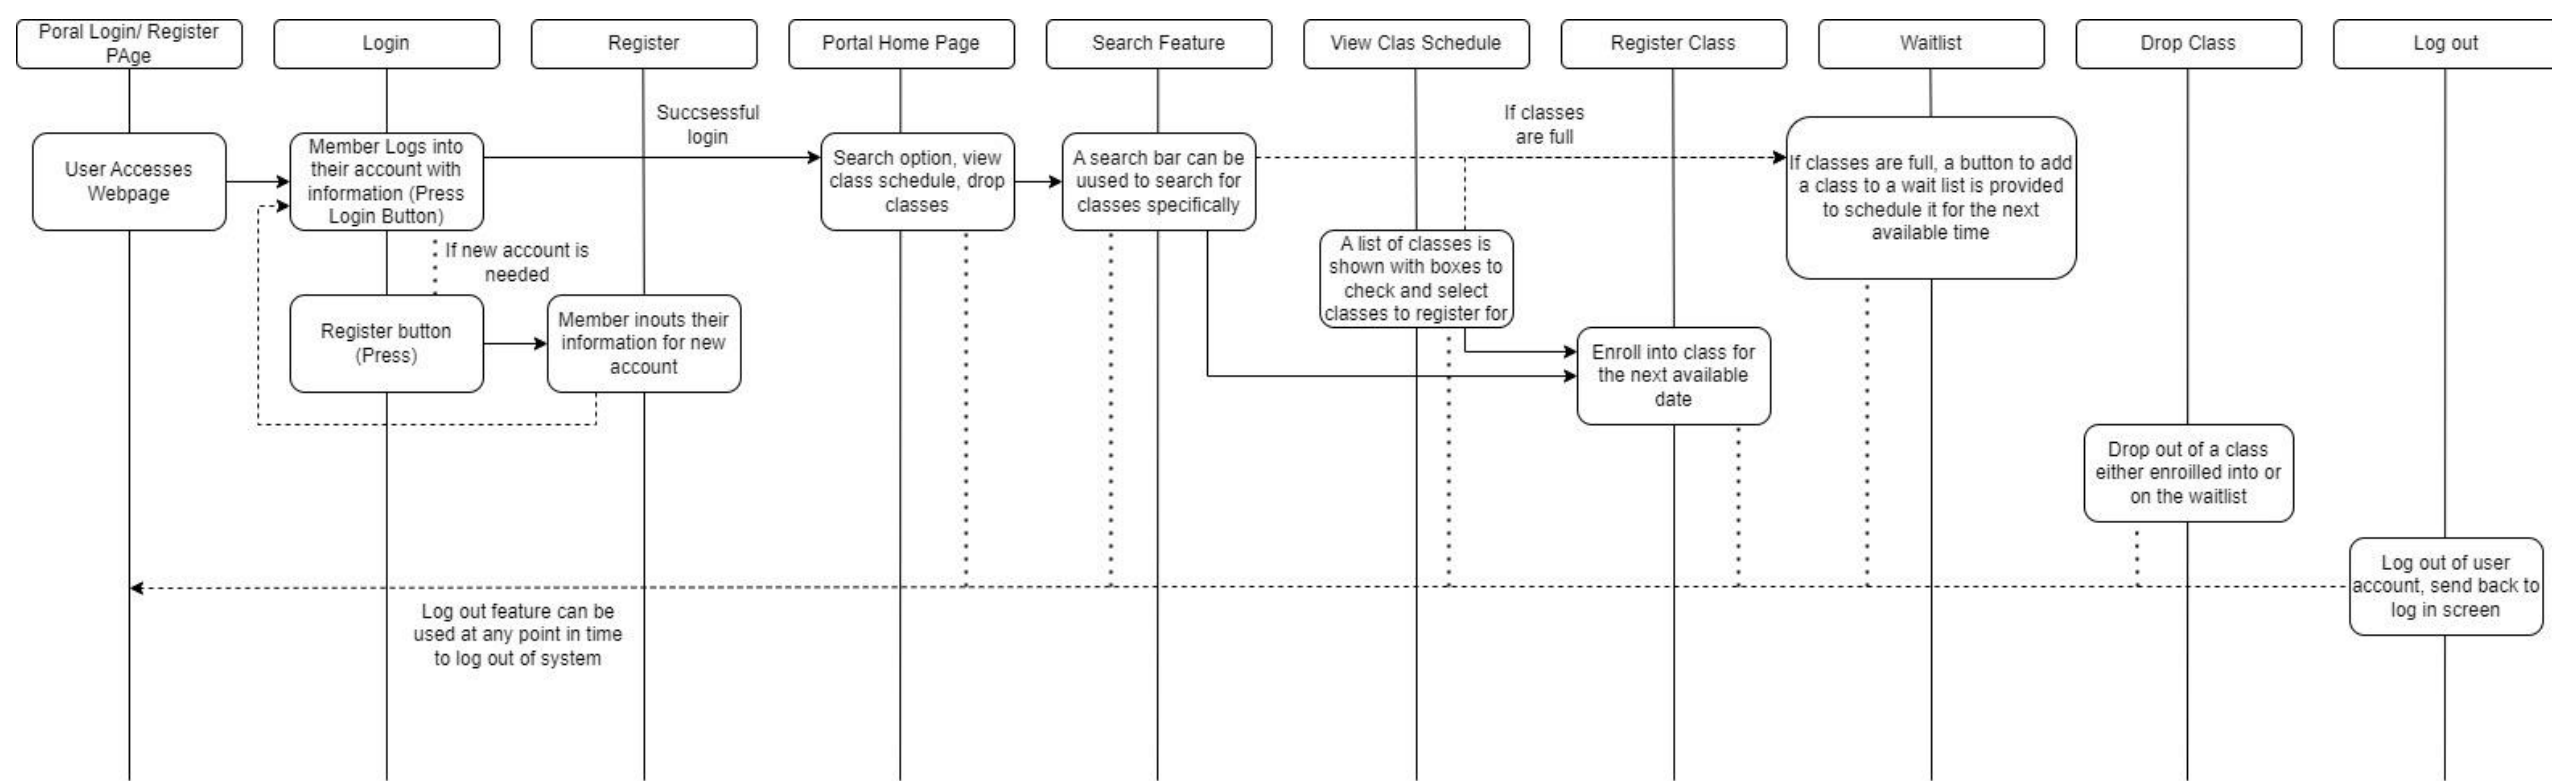 Poral Login/ Register
PAge
Login
Register
Portal Home Page
Search Feature
View Clas Schedule
Register Class
Waitlist
Drop Class
Log out
Succsessful
login
If classes
are full
User Accesses
Webpage
Member Logs into
their account with
information (Press
Login Button)
Search option, view
class schedule, drop
classes
A search bar can be
uused to search for
classes specifically
If classes are full, a button to add
a class to a wait list is provided
to schedule it for the next
available time
If new account is
needed
A list of classes is
shown with boxes to
check and select
classes to register for
Register button
(Press)
Member inouts their
information for new
account
Enroll into class for
the next available
date
Drop out of a class
either enroilled into or
on the waitlist
Log out of user
account, send back to
log in screen
Log out feature can be
used at any point in time
to log out of system